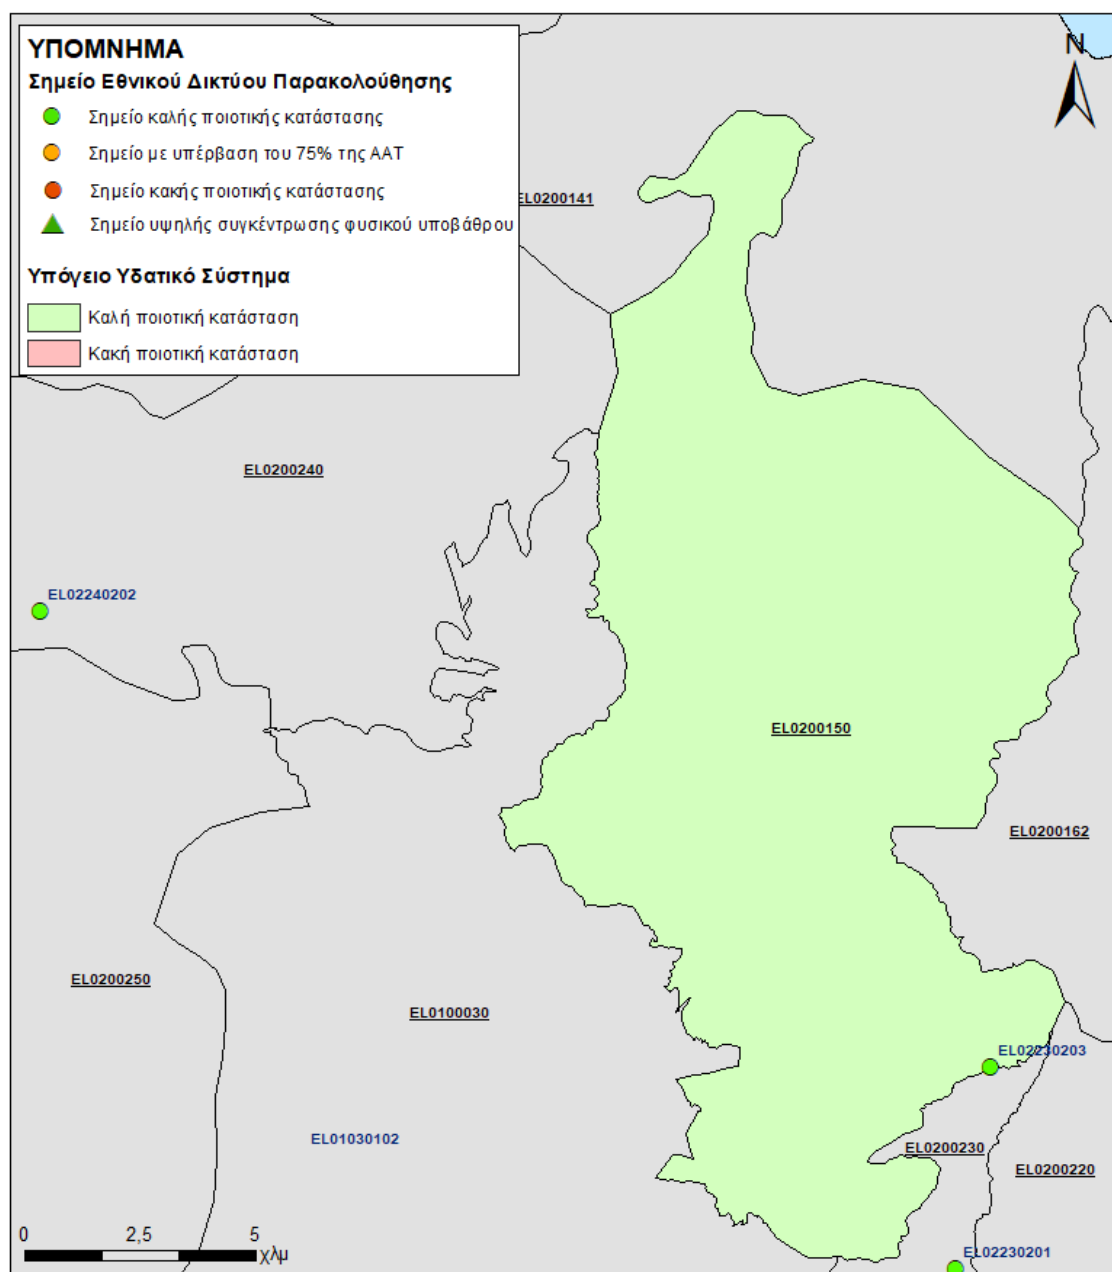 ΥΠΟΜΝΗΜΑ
Σημείο Εθνικού Δικτύου Παρακολούθησης
Σημείο καλής ποιοτικής κατάστασης
Σημείο με υπέρβαση του 75% της ΑΑΤ
Σημείο κακής ποιοτικής κατάστασης
Σημείο υψηλής συγκέντρωσης φυσικού υποβάθρου
Υπόγειο Υδατικό Σύστημα
Καλή ποιοτική κατάσταση
Κακή ποιοτική κατάσταση
N
EL0200141
EL0200240
EL02240202
EL0200150
EL0200162
EL0200250
EL0100030
EL02230203
EL01030102
EL0200230
EL0200220
EL02230201
0 2,5 5
χλμ